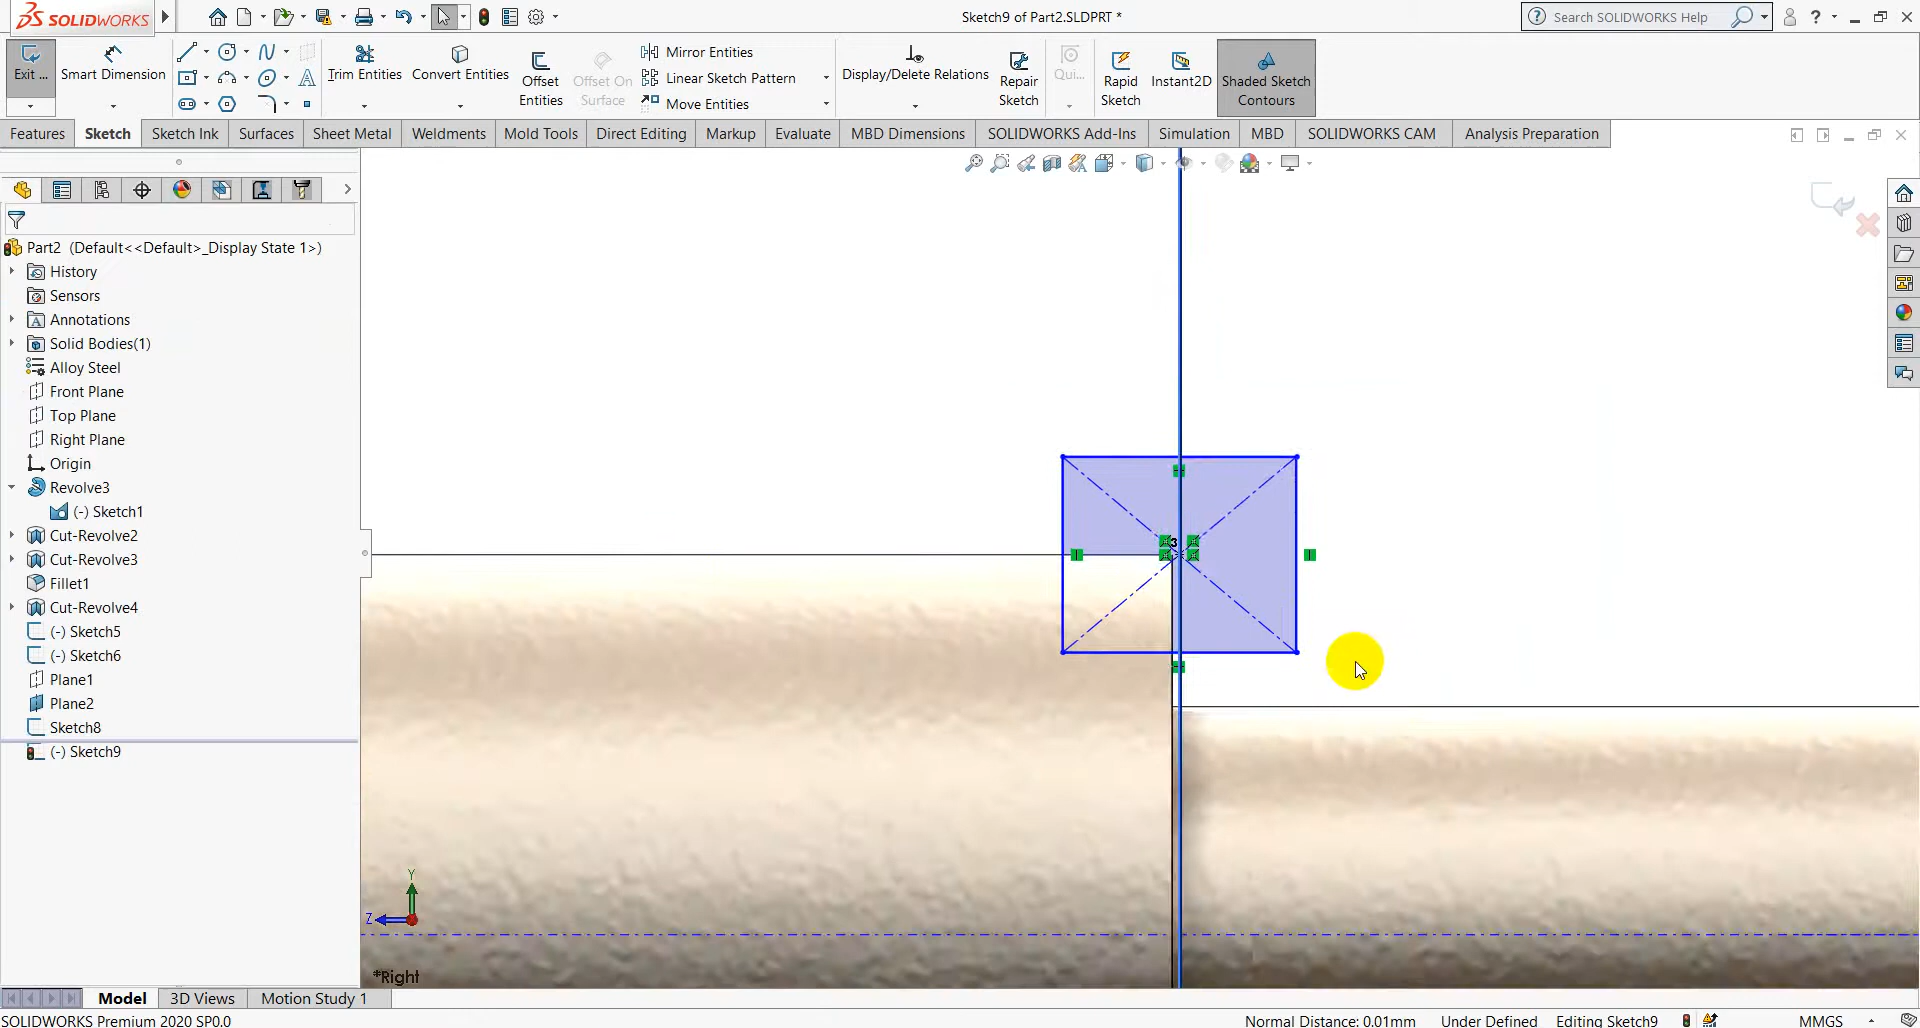 SOLIDWORKS
Sketch9 of Part2.SLDPRT *
Search SOLIDWORKS Help
Exit ...
Smart Dimension
Trim Entities
Convert Entities
Offset Entities
Offset On Surface
Mirror Entities
Linear Sketch Pattern
Move Entities
Display/Delete Relations
Repair Sketch
Qui...
Rapid Sketch
Instant2D
Shaded Sketch Contours
Features
Sketch
Sketch Ink
Surfaces
Sheet Metal
Weldments
Mold Tools
Direct Editing
Markup
Evaluate
MBD Dimensions
SOLIDWORKS Add-Ins
Simulation
MBD
SOLIDWORKS CAM
Analysis Preparation
Part2 (Default<<Default>_Display State 1>)
History
Sensors
Annotations
Solid Bodies(1)
Alloy Steel
Front Plane
Top Plane
Right Plane
Origin
Revolve3
(-) Sketch1
Cut-Revolve2
Cut-Revolve3
Fillet1
Cut-Revolve4
(-) Sketch5
(-) Sketch6
Plane1
Plane2
Sketch8
(-) Sketch9
3
Y
Z
*Right
Model
3D Views
Motion Study 1
SOLIDWORKS Premium 2020 SP0.0
Normal Distance: 0.01mm
Under Defined
Editing Sketch9
MMGS